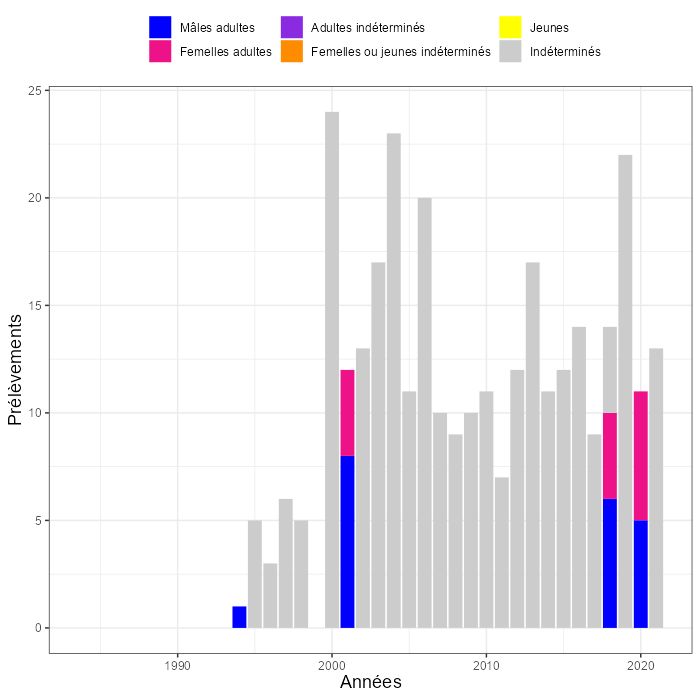 Mâles adultes Adultes indéterminés Jeunes
Femelles adultes Femelles ou jeunes indéterminés Indéterminés
25
20
15
10
5
0
Prélèvements
1990 2000 2010 2020
Années